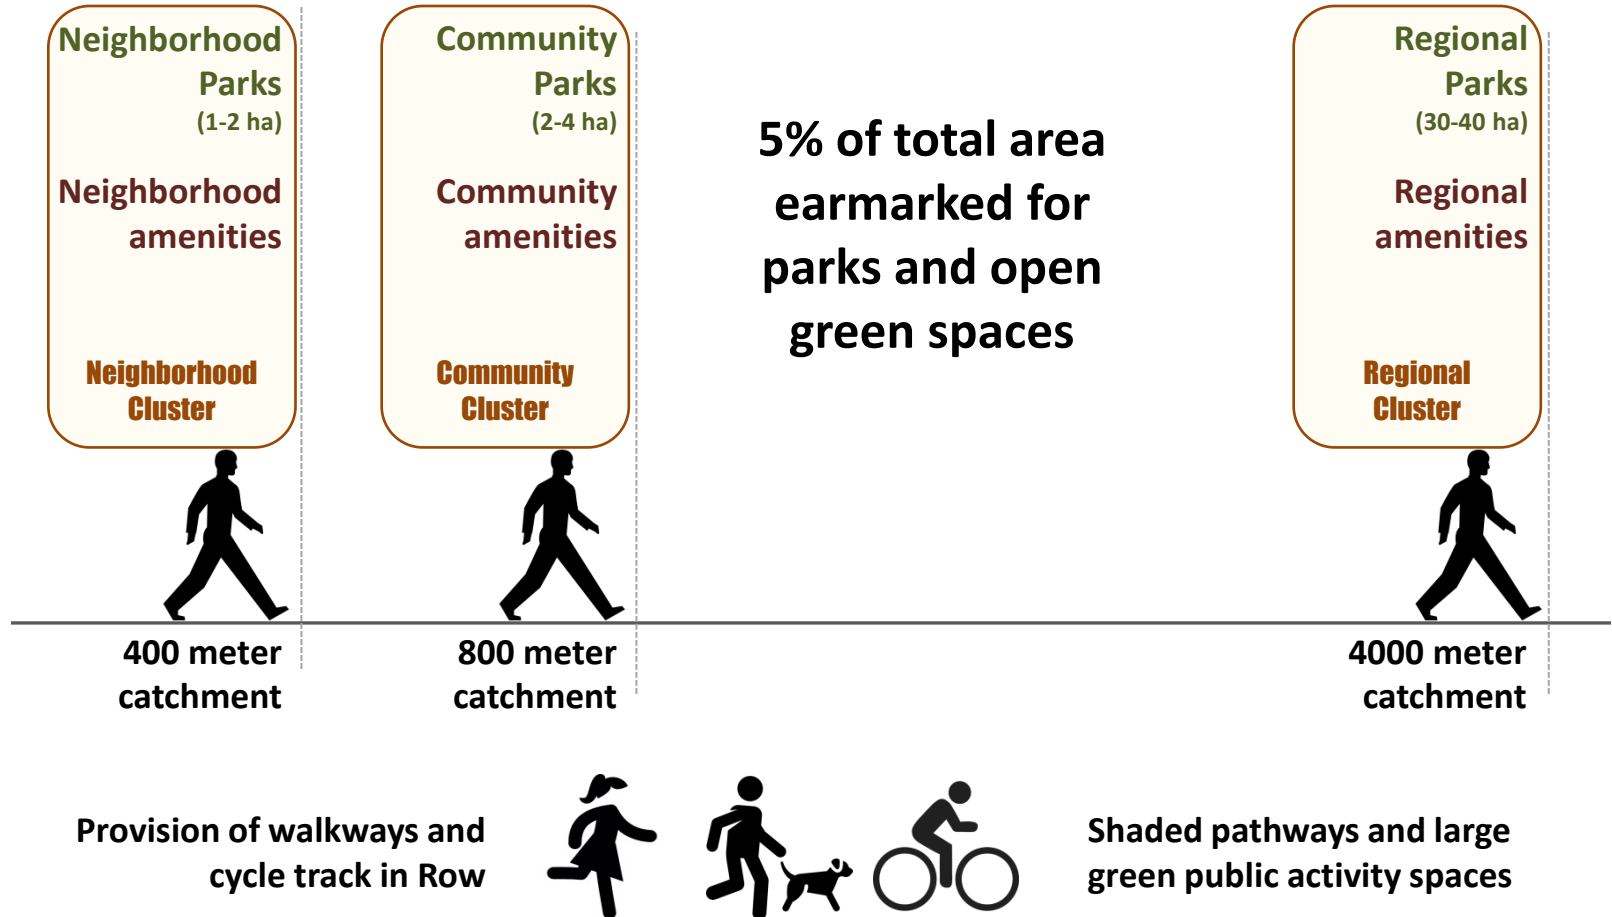 Neighborhood
Parks
(1-2 ha)
Neighborhood
amenities
Neighborhood
Cluster
Community
Parks
(2-4 ha)
Community
amenities
Community
Cluster
5% of total area
earmarked for
parks and open
green spaces
Regional
Parks
(30-40 ha)
Regional
amenities
Regional
Cluster
400 meter
catchment
800 meter
catchment
4000 meter
catchment
Provision of walkways and
cycle track in Row
Shaded pathways and large
green public activity spaces